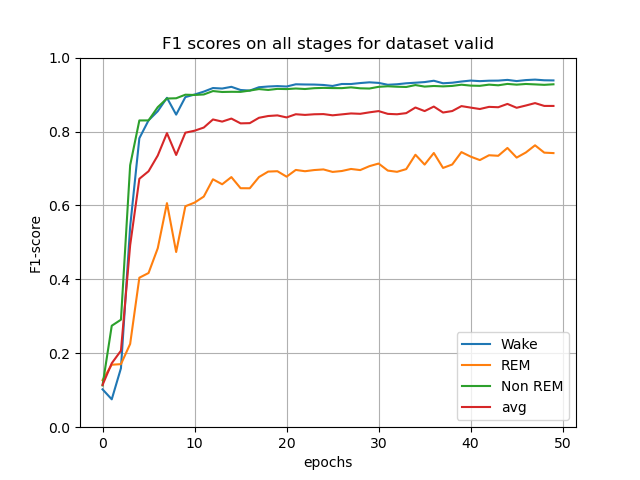 F1 scores on all stages for dataset valid
F1-score
1.0
0.8
0.6
0.4
0.2
0.0
0 10 20 30 40 50
epochs
Wake
REM
Non REM
avg